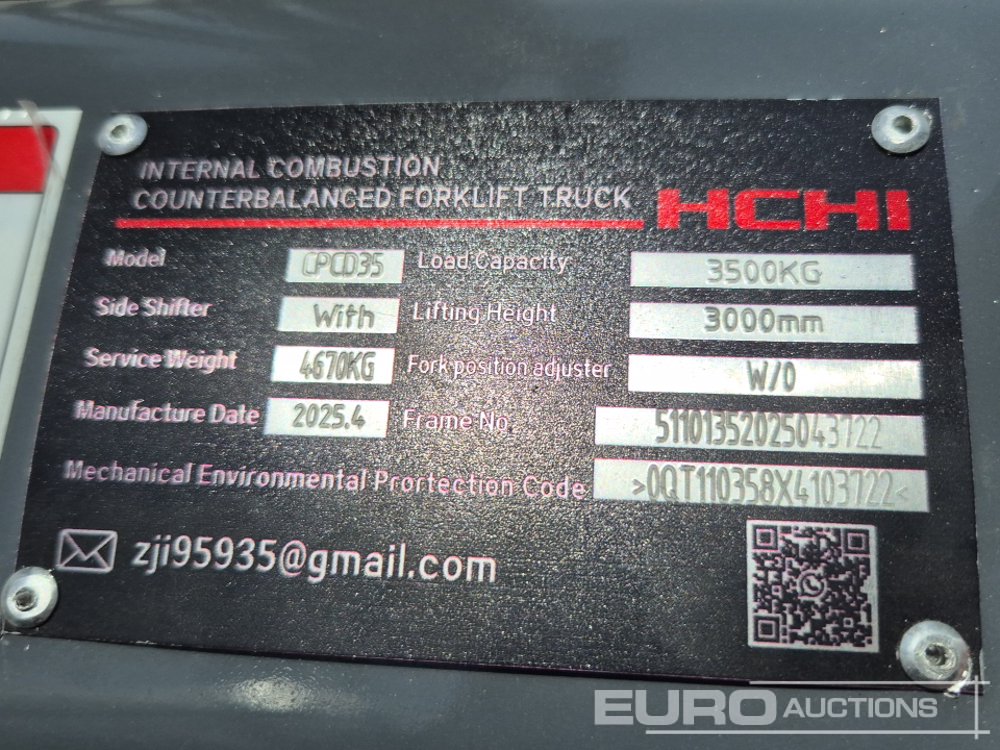 INTERNAL COMBUSTION
COUNTERBALANCED FORKLIFT TRUCK HCHI
Model CPCD35 Load Capacity 3500KG
Side Shifter With Lifting Height 3000mm
Service Weight 4670KG Fork position adjuster W/O
Manufacture Date 2025.4 Frame No. 51101352025043722
Mechanical Environmental Prortection Code >0QT110358X4103722<
zji95935@gmail.com
EURO AUCTIONS